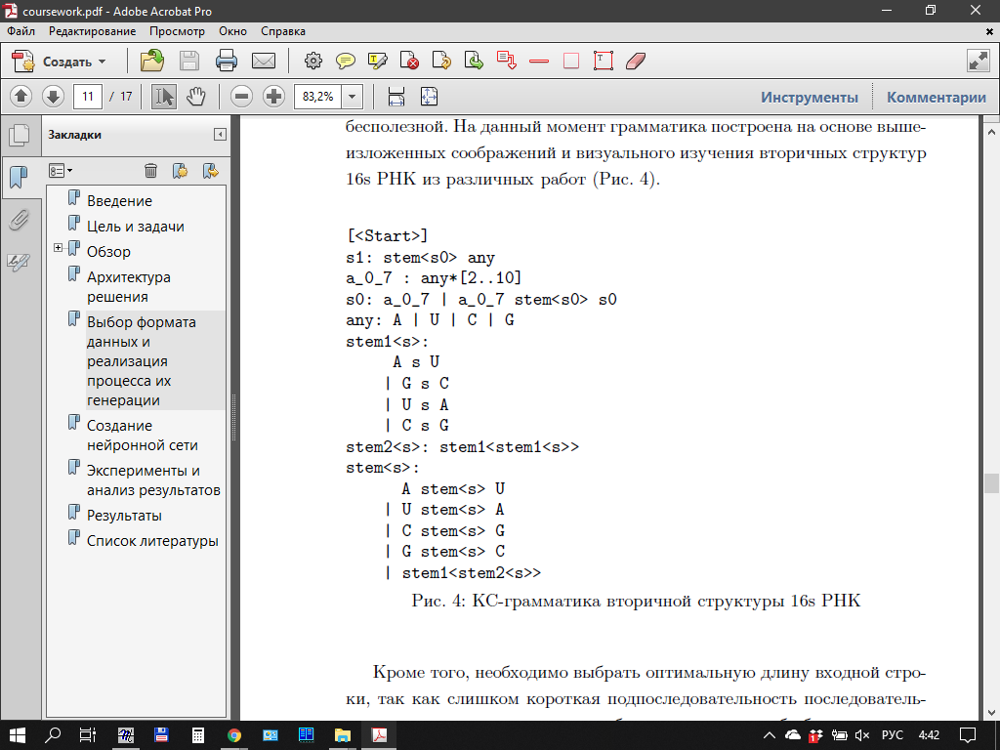 coursework.pdf - Adobe Acrobat Pro
Файл Редактирование Просмотр Окно Справка
Создать
11 / 17
83,2%
Инструменты
Комментарии
Закладки
Введение
Цель и задачи
Обзор
Архитектура
решения
Выбор формата
данных и
реализация
процесса их
генерации
Создание
нейронной сети
Эксперименты и
анализ результатов
Результаты
Список литературы
бесполезной. На данный момент грамматика построена на основе выше-
изложенных соображений и визуального изучения вторичных структур
16s РНК из различных работ (Рис. 4).
[<Start>]
s1: stem<s0> any
a_0_7 : any*[2..10]
s0: a_0_7 | a_0_7 stem<s0> s0
any: A | U | C | G
stem1<s>:
A s U
| G s C
| U s A
| C s G
stem2<s>: stem1<stem1<s>>
stem<s>:
A stem<s> U
| U stem<s> A
| C stem<s> G
| G stem<s> C
| stem1<stem2<s>>
Рис. 4: КС-грамматика вторичной структуры 16s РНК
Кроме того, необходимо выбрать оптимальную длину входной стро-
ки, так как слишком короткая подпоследовательность последователь-
РУС
4:42